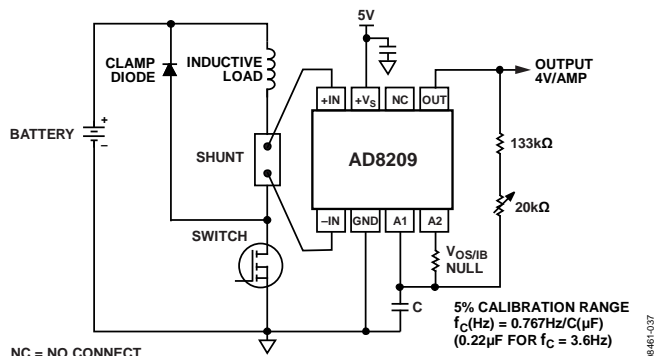 5V
OUTPUT
4V/AMP
CLAMP
DIODE
INDUCTIVE
LOAD
+IN
+VS
NC
OUT
BATTERY
+
–
SHUNT
AD8209
133kΩ
20kΩ
–IN
GND
A1
A2
SWITCH
VOS/IB
NULL
C
5% CALIBRATION RANGE
fC(Hz) = 0.767Hz/C(µF)
(0.22µF FOR fC = 3.6Hz)
NC = NO CONNECT
08461-037